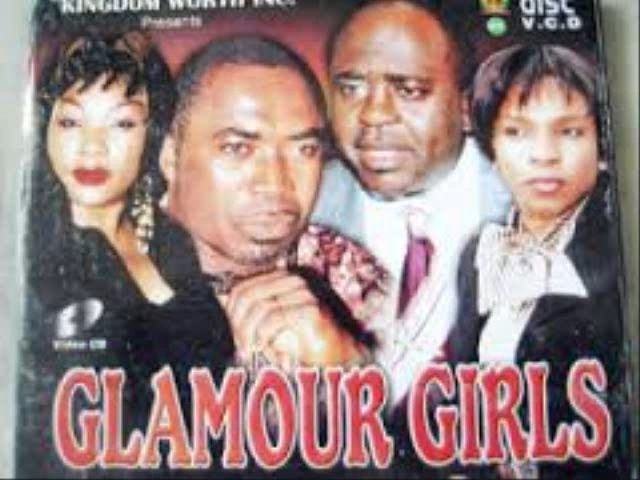 KINGDOM WORTH INC.
Presents
DISC
V.C.D
Video CD
GLAMOUR GIRLS